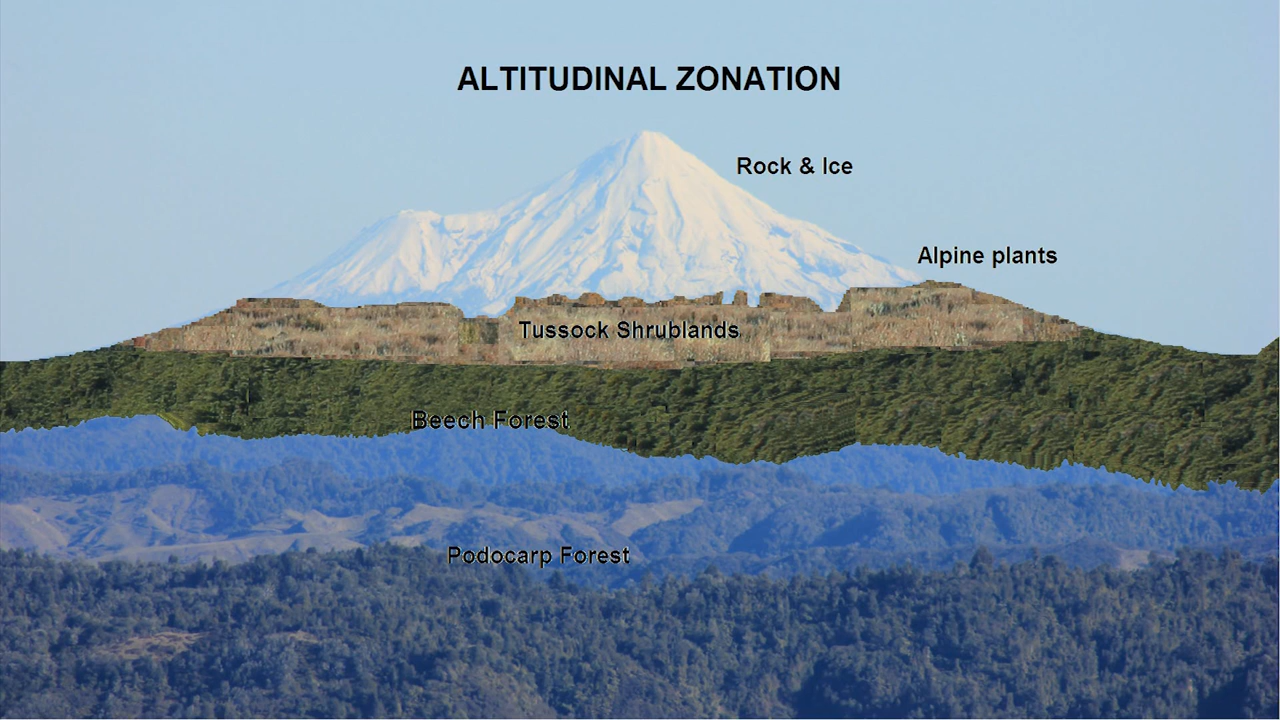 ALTITUDINAL ZONATION
Rock & Ice
Alpine plants
Tussock Shrublands
Beech Forest
Podocarp Forest